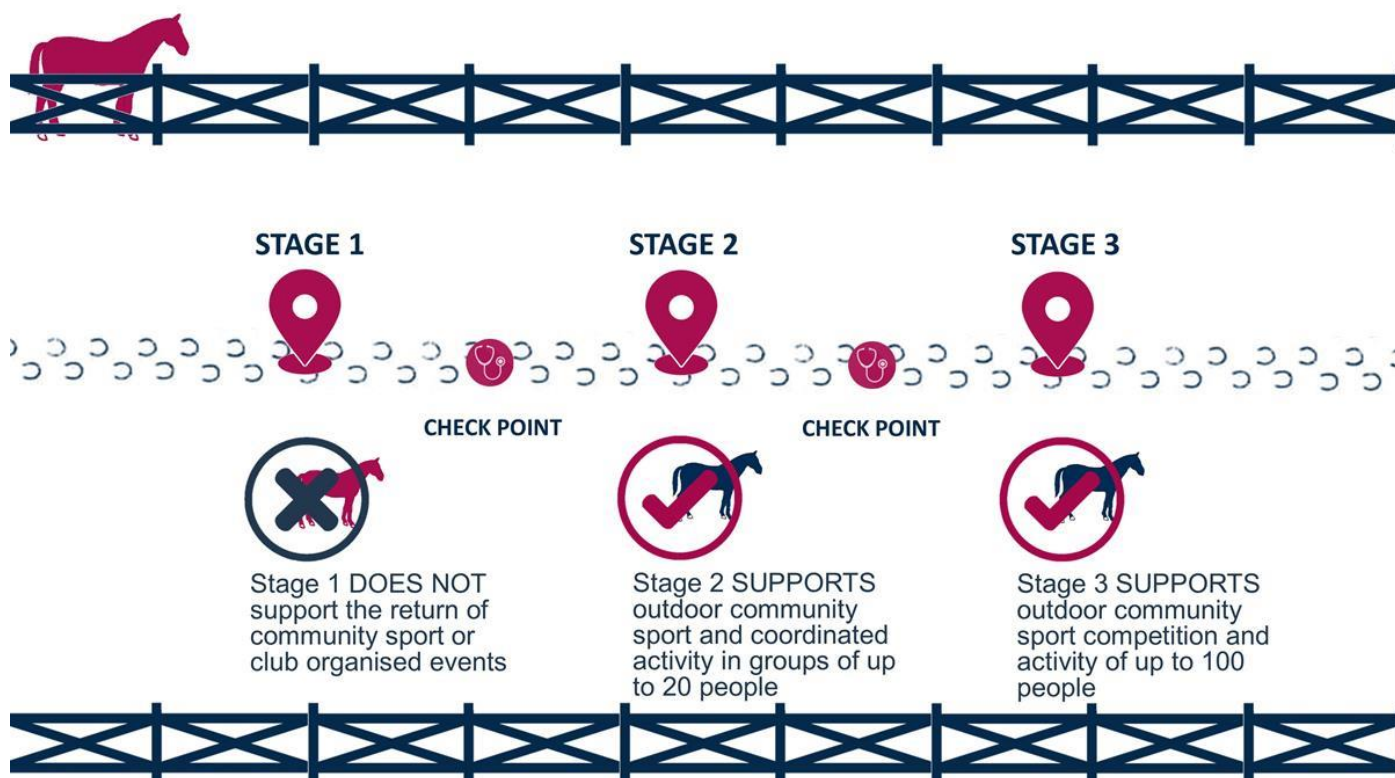 STAGE 1
STAGE 2
STAGE 3
CHECK POINT
CHECK POINT
Stage 1 DOES NOT
support the return of
community sport or
club organised events
Stage 2 SUPPORTS
outdoor community
sport and coordinated
activity in groups of up
to 20 people
Stage 3 SUPPORTS
outdoor community
sport competition and
activity of up to 100
people